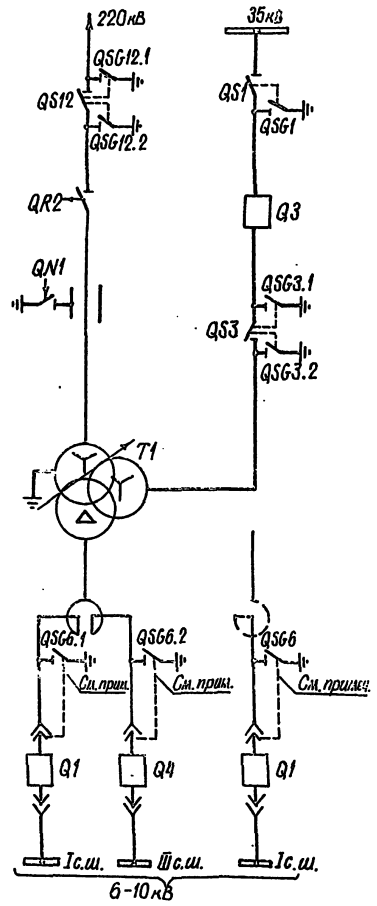 220кв
35кв
QSG12.1
QS12
QSG12.2
QS1
QSG1
QR2
Q3
QN1
QSG3.1
QS3
QSG3.2
T1
QSG6.1
QSG6.2
QSG6
См. прим.
См. прим.
См. примеч.
Q1
Q4
Q1
Iс.ш.
IIIс.ш.
Iс.ш.
6-10кв